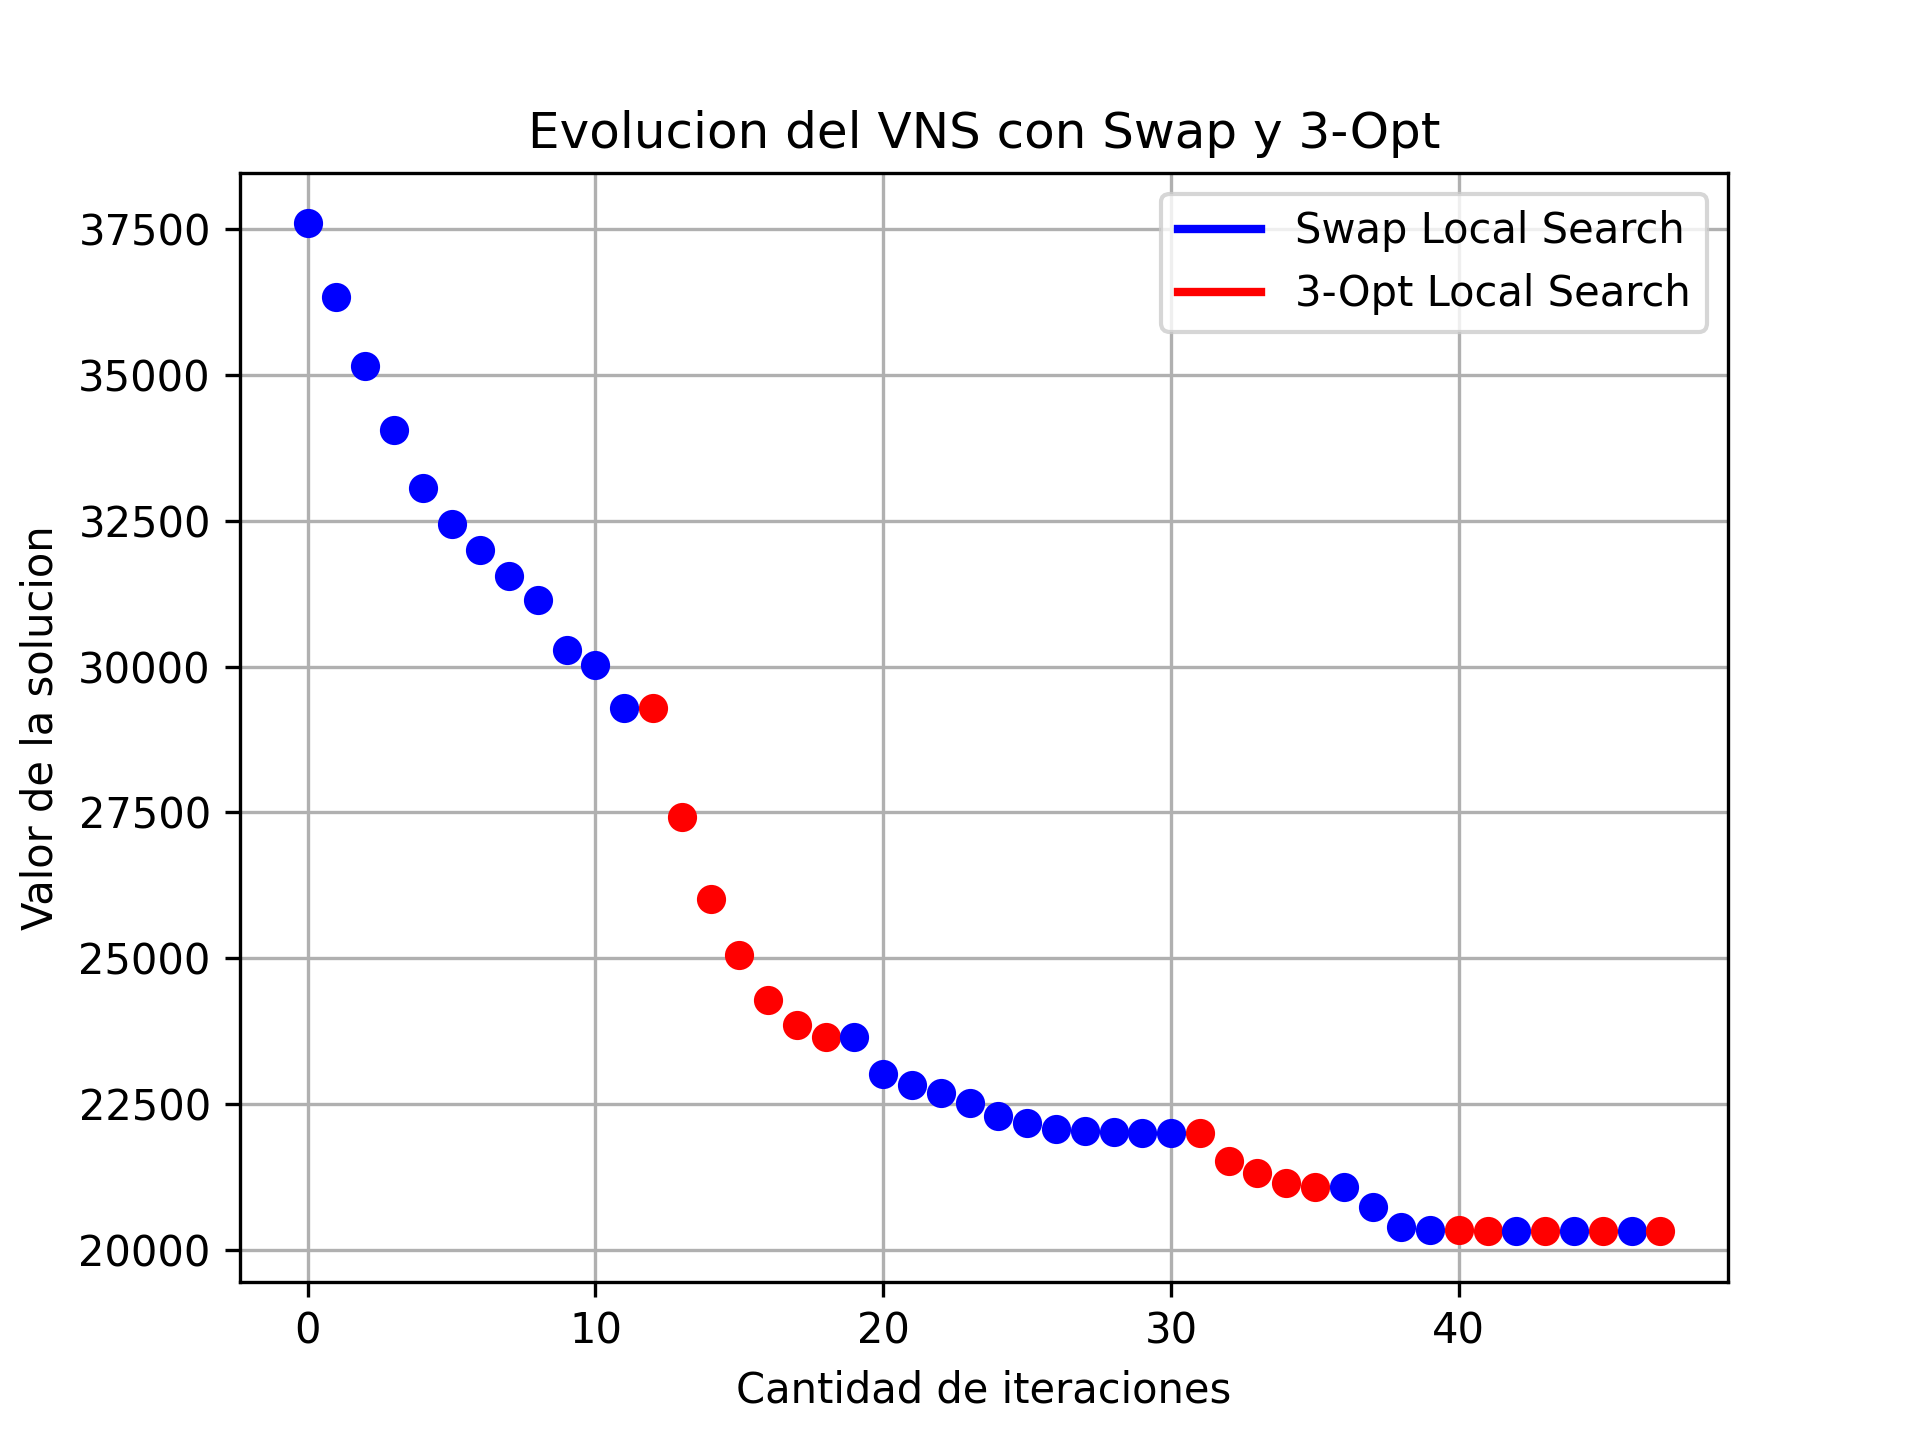 Evolucion del VNS con Swap y 3-Opt
Swap Local Search
3-Opt Local Search
Valor de la solucion
37500
35000
32500
30000
27500
25000
22500
20000
0 10 20 30 40
Cantidad de iteraciones